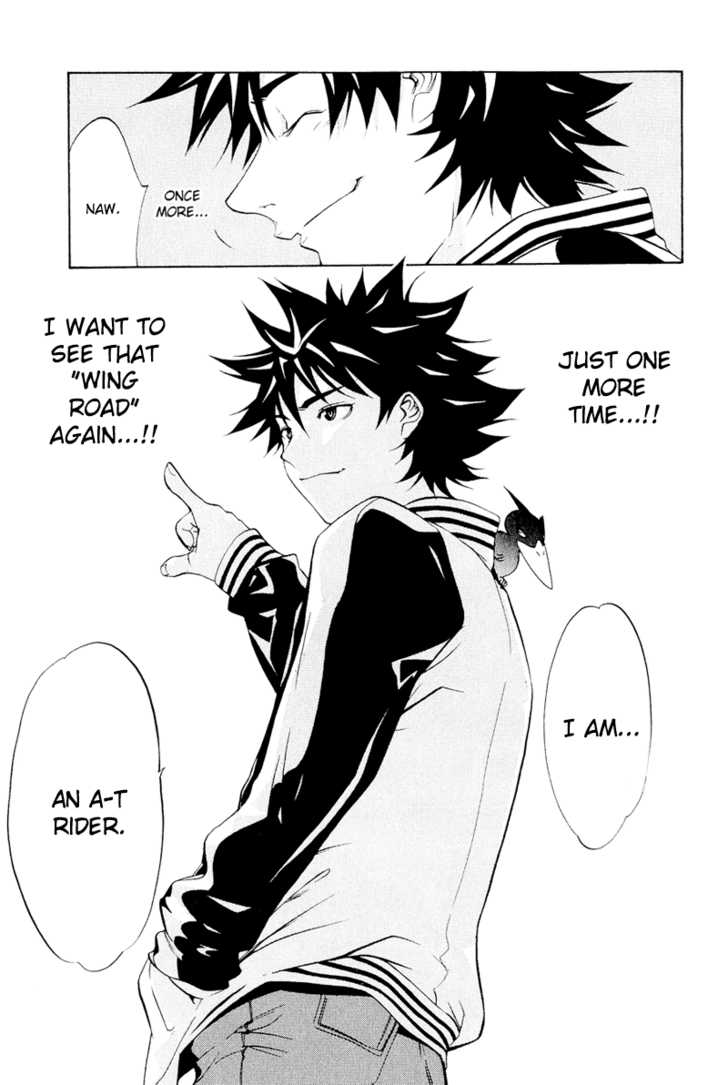 ONCE
MORE...
NAW.
JUST ONE
MORE
TIME...!!
I WANT TO
SEE THAT
"WING
ROAD"
AGAIN...!!
I AM...
AN A-T
RIDER.